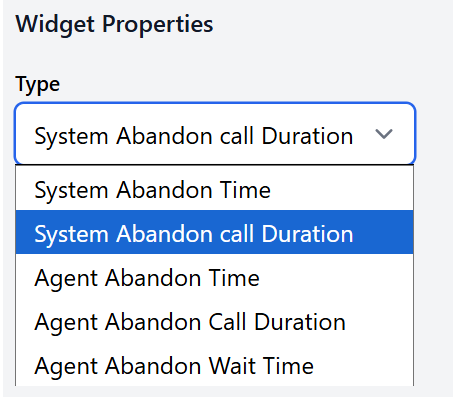 Widget Properties
Type
System Abandon call Duration
System Abandon Time
System Abandon call Duration
Agent Abandon Time
Agent Abandon Call Duration
Agent Abandon Wait Time